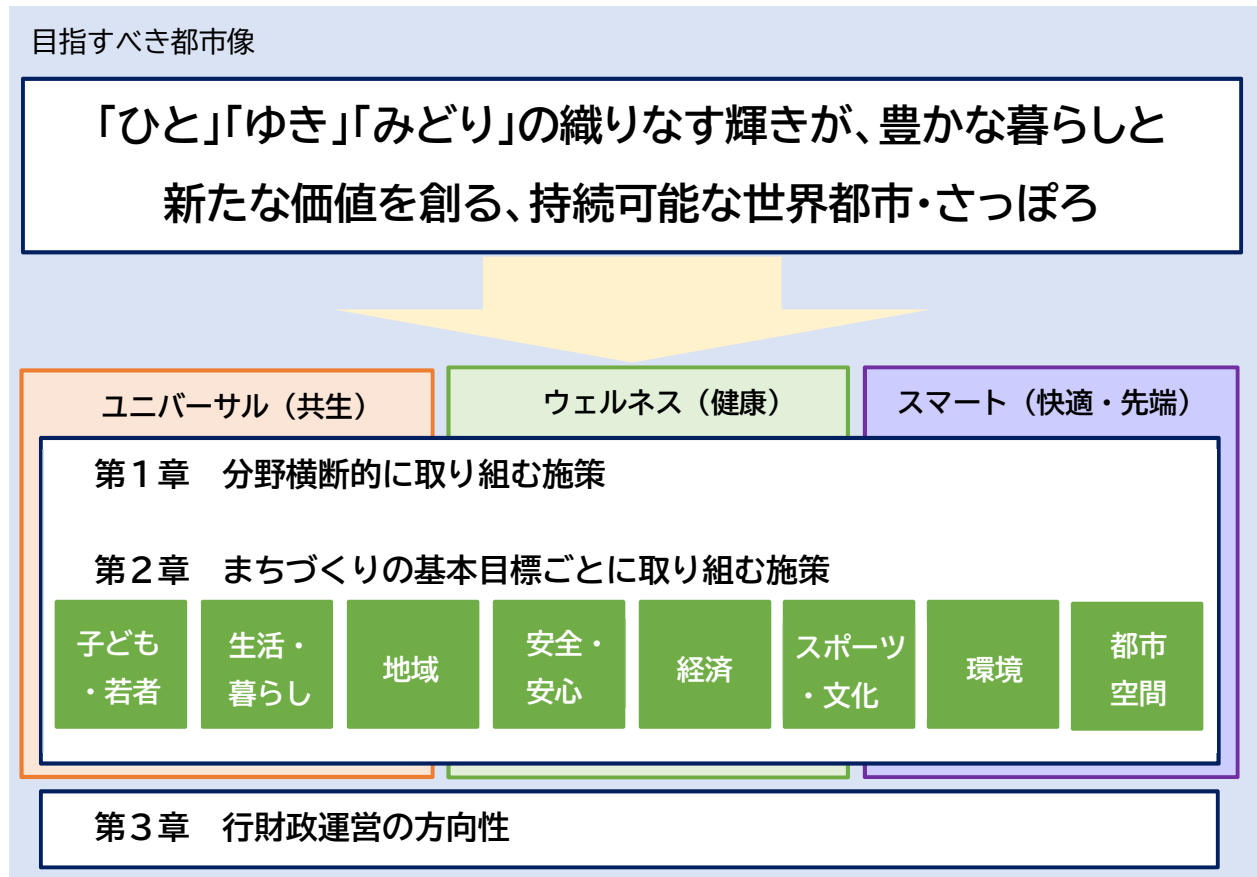 目指すべき都市像
「ひと」「ゆき」「みどり」の織りなす輝きが、豊かな暮らしと
新たな価値を創る、持続可能な世界都市・さっぽろ
ユニバーサル（共生）
ウェルネス（健康）
スマート（快適・先端）
第１章　分野横断的に取り組む施策
第２章　まちづくりの基本目標ごとに取り組む施策
子ども
・若者
生活・
暮らし
地域
安全・
安心
経済
スポーツ
・文化
環境
都市
空間
第３章　行財政運営の方向性